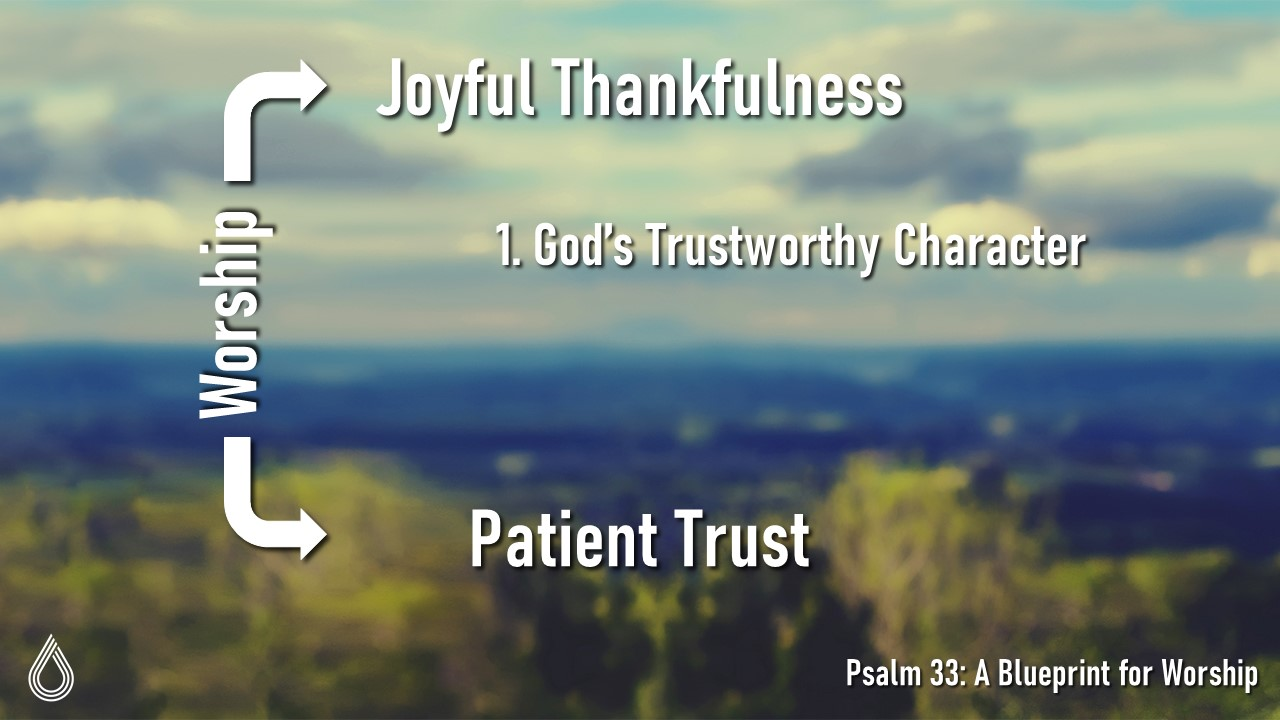 Joyful Thankfulness
1. God's Trustworthy Character
Worship
Patient Trust
Psalm 33: A Blueprint for Worship